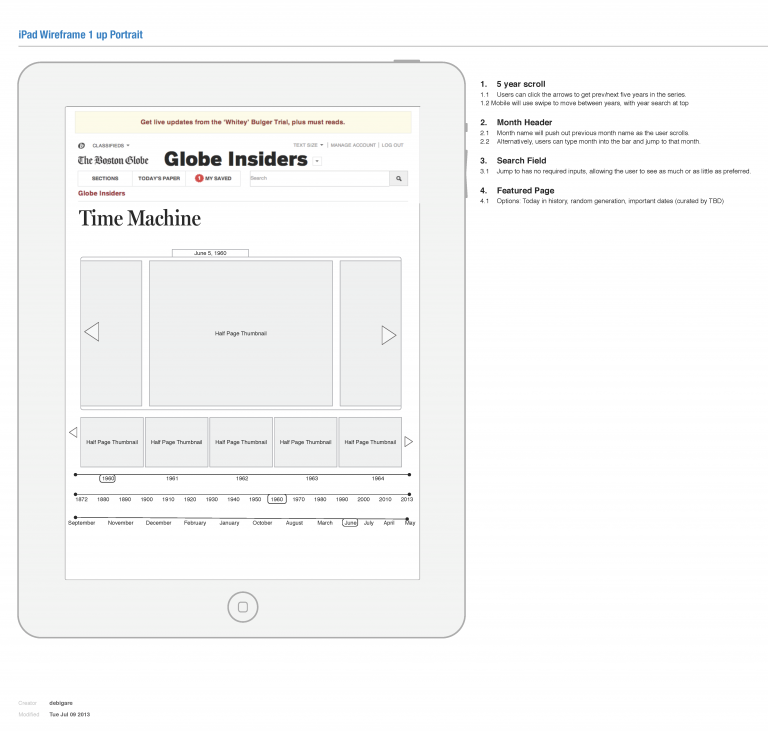 iPad Wireframe 1 up Portrait
Get live updates from the 'Whitey' Bulger Trial, plus must reads.
b CLASSIFIEDS TEXT SIZE | MANAGE ACCOUNT | LOG OUT
The Boston Globe Globe Insiders
SECTIONS TODAY'S PAPER 1 MY SAVED Search
Globe Insiders
Time Machine
June 5, 1960
Half Page Thumbnail
Half Page Thumbnail Half Page Thumbnail Half Page Thumbnail Half Page Thumbnail Half Page Thumbnail
1960 1961 1962 1963 1964
1872 1880 1890 1900 1910 1920 1930 1940 1950 1960 1970 1980 1990 2000 2010 2013
September November December February January October August March June July April May
1. 5 year scroll
1.1 Users can click the arrows to get prev/next five years in the series.
1.2 Mobile will use swipe to move between years, with year search at top
2. Month Header
2.1 Month name will push out previous month name as the user scrolls.
2.2 Alternatively, users can type month into the bar and jump to that month.
3. Search Field
3.1 Jump to has no required inputs, allowing the user to see as much or as little as preferred.
4. Featured Page
4.1 Options: Today in history, random generation, important dates (curated by TBD)
Creator debigare
Modified Tue Jul 09 2013